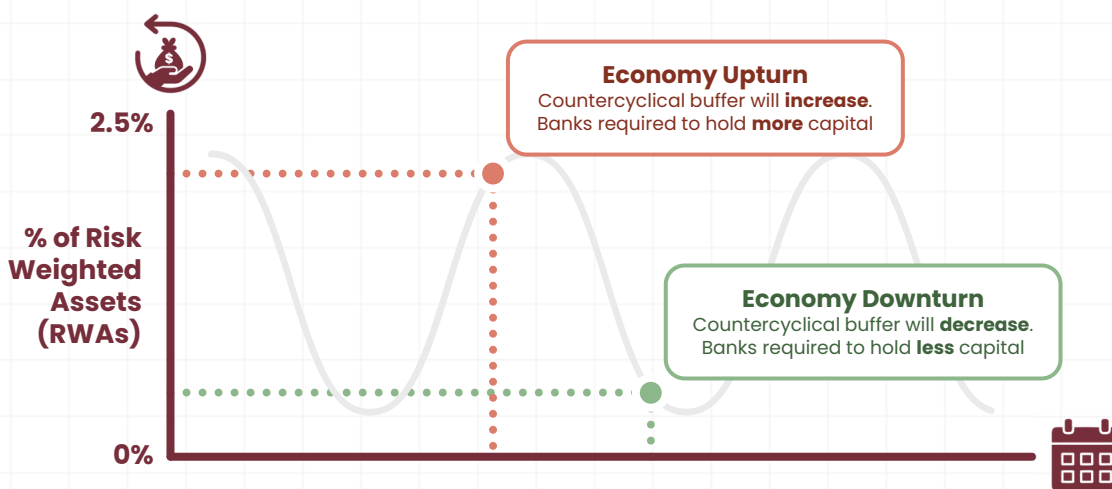 $
2.5%
% of Risk
Weighted
Assets
(RWAs)
0%
Economy Upturn
Countercyclical buffer will increase.
Banks required to hold more capital
Economy Downturn
Countercyclical buffer will decrease.
Banks required to hold less capital